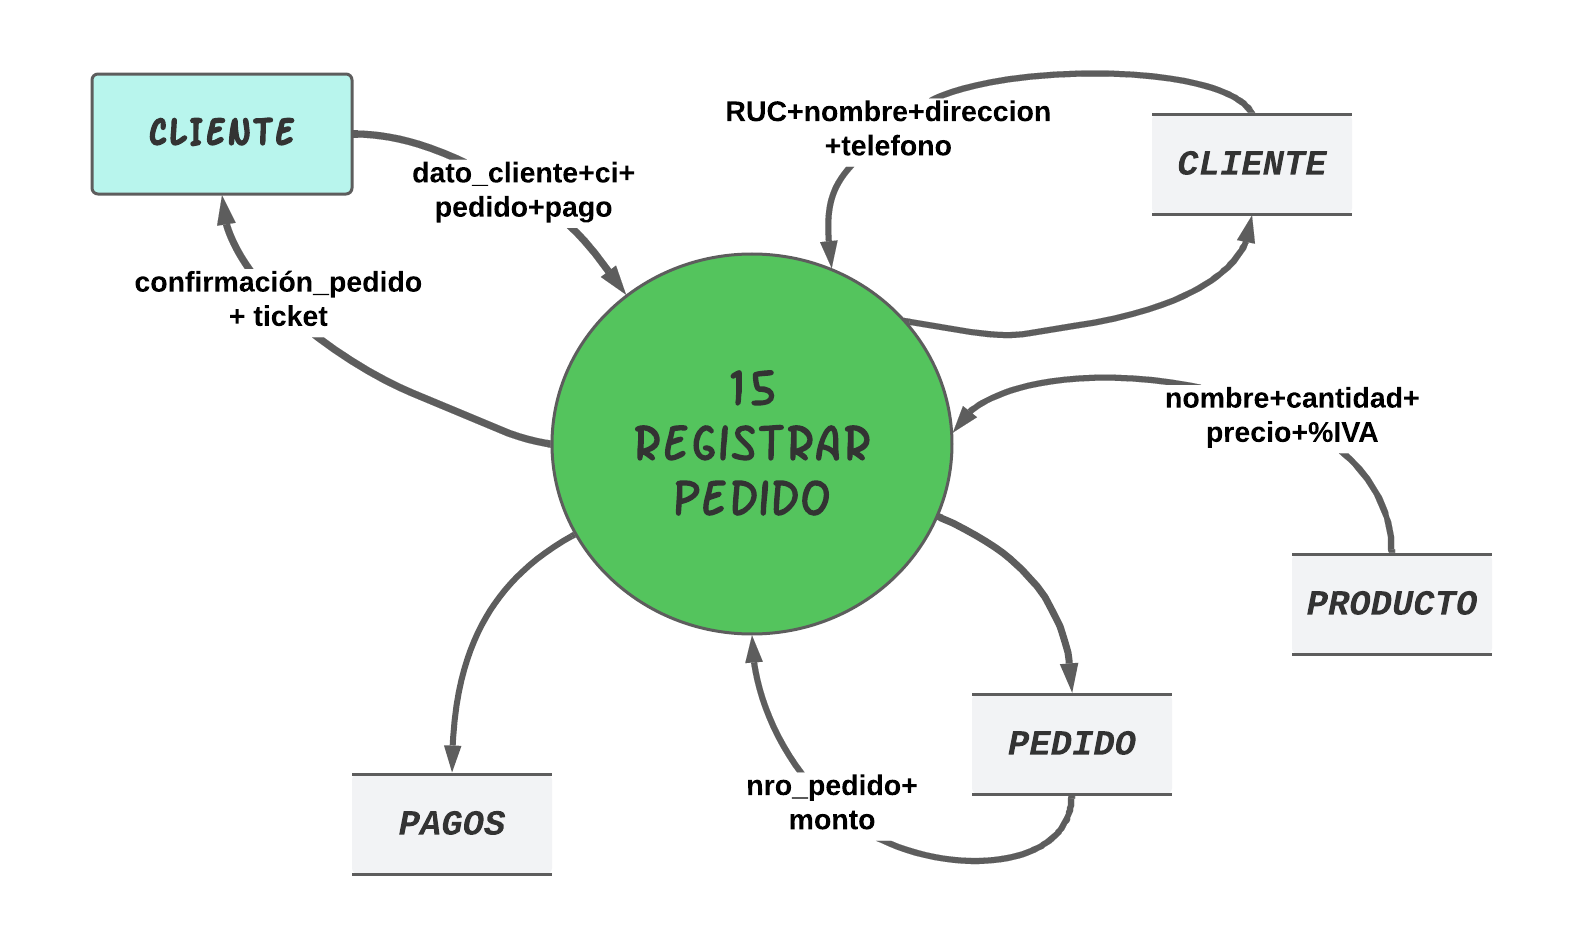 CLIENTE
dato_cliente+ci+
pedido+pago
confirmación_pedido
+ ticket
RUC+nombre+direccion
+telefono
CLIENTE
15
REGISTRAR
PEDIDO
nombre+cantidad+
precio+%IVA
PRODUCTO
PEDIDO
nro_pedido+
monto
PAGOS